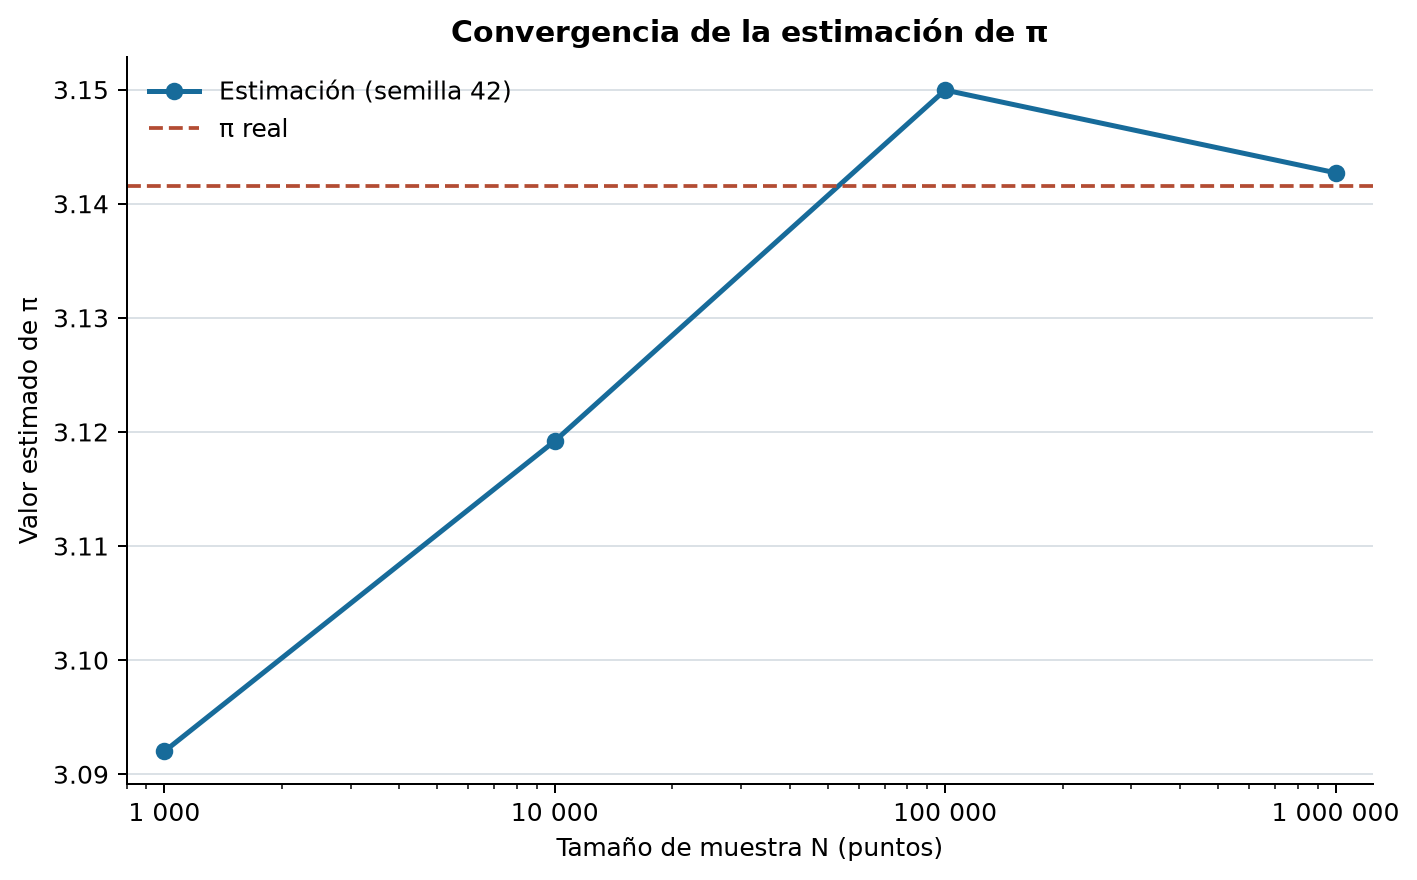 Convergencia de la estimación de π
Estimación (semilla 42)
π real
Valor estimado de π
3.15
3.14
3.13
3.12
3.11
3.10
3.09
1 000
10 000
100 000
1 000 000
Tamaño de muestra N (puntos)